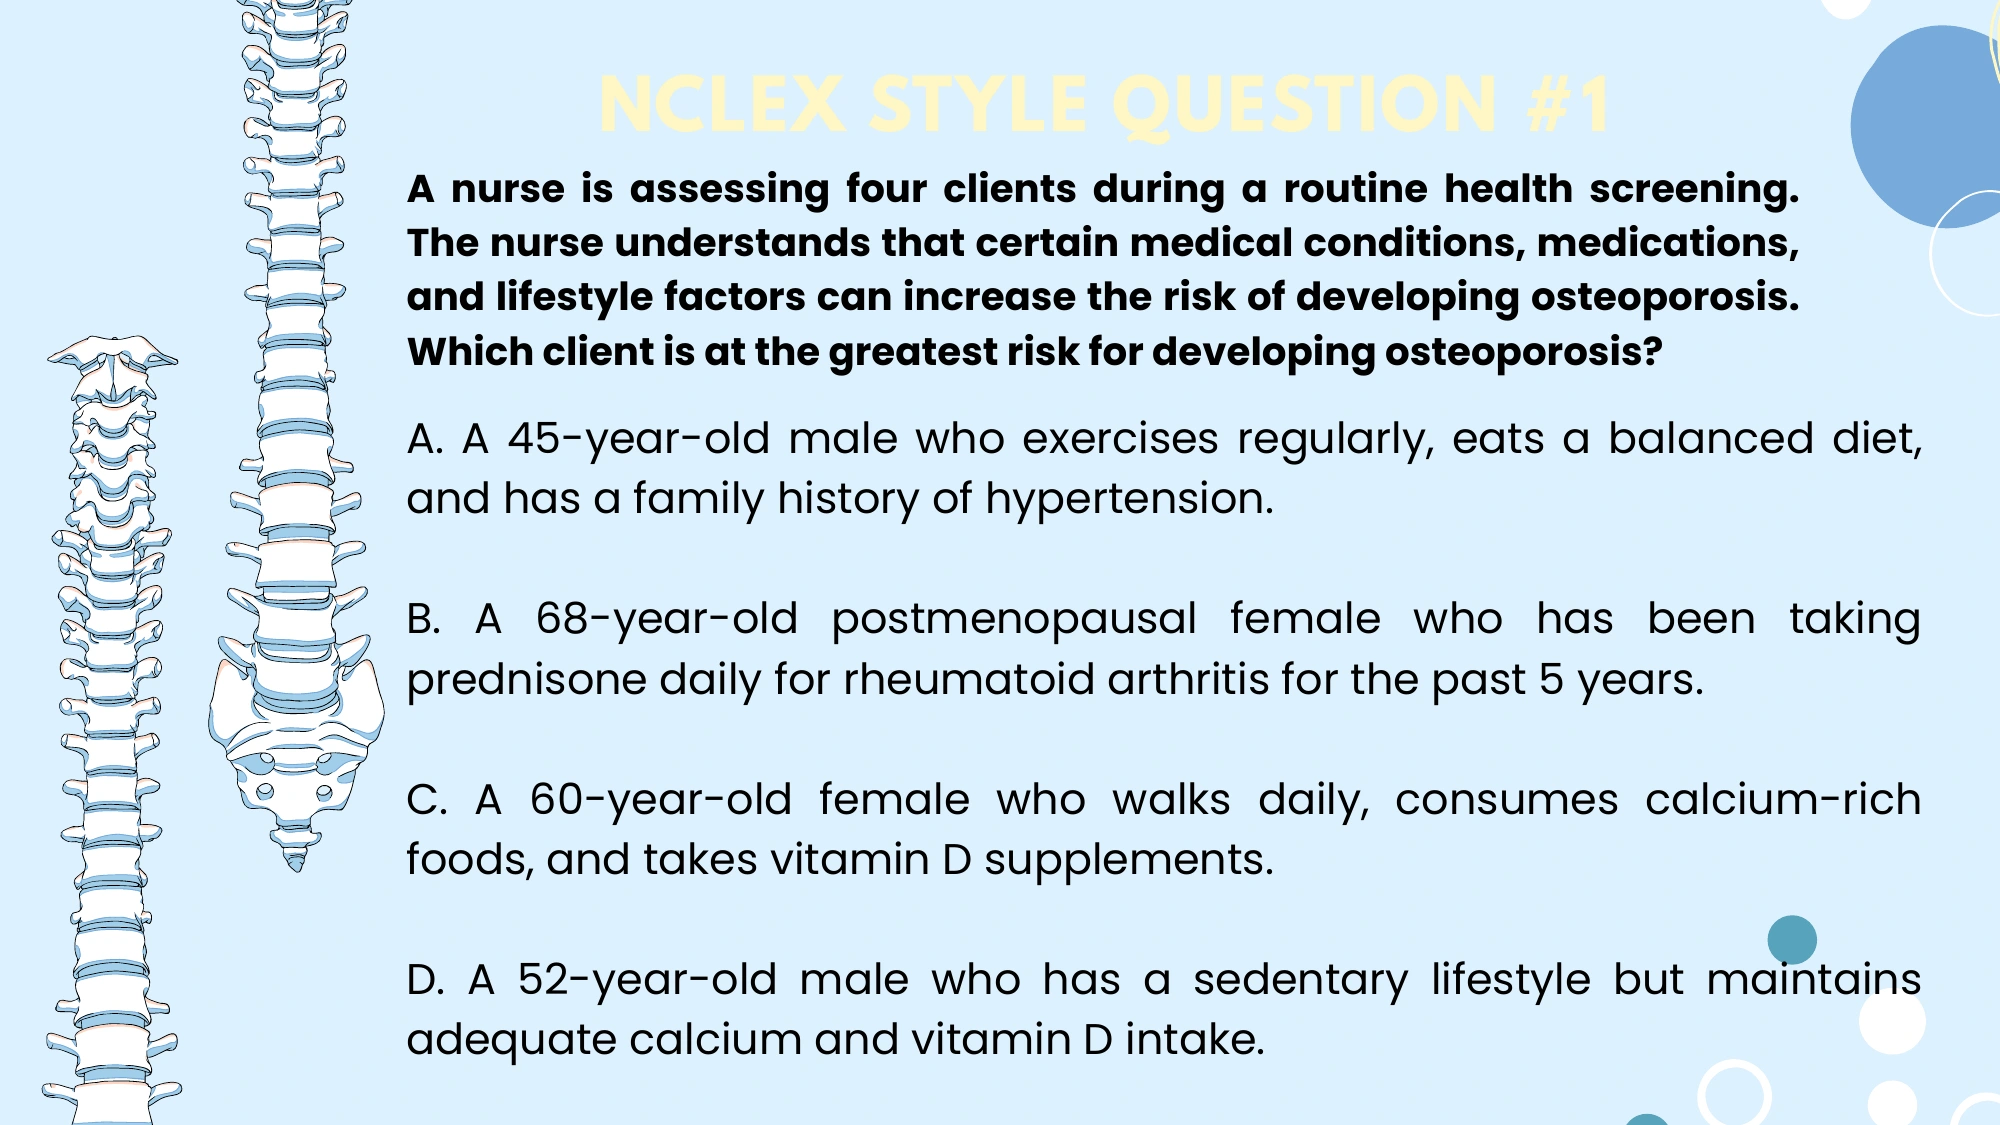 NCLEX STYLE QUESTION #1
A nurse is assessing four clients during a routine health screening.
The nurse understands that certain medical conditions, medications,
and lifestyle factors can increase the risk of developing osteoporosis.
Which client is at the greatest risk for developing osteoporosis?
A. A 45-year-old male who exercises regularly, eats a balanced diet,
and has a family history of hypertension.
B. A 68-year-old postmenopausal female who has been taking
prednisone daily for rheumatoid arthritis for the past 5 years.
C. A 60-year-old female who walks daily, consumes calcium-rich
foods, and takes vitamin D supplements.
D. A 52-year-old male who has a sedentary lifestyle but maintains
adequate calcium and vitamin D intake.